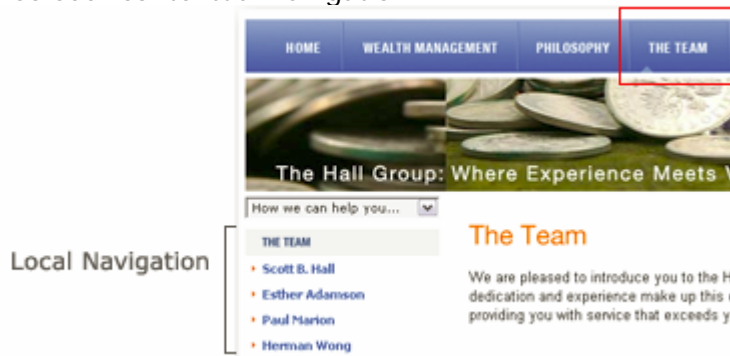 HOME WEALTH MANAGEMENT PHILOSOPHY THE TEAM
The Hall Group: Where Experience Meets
How we can help you...
THE TEAM
The Team
Local Navigation
Scott B. Hall
Esther Adamson
Paul Marion
Herman Wong
We are pleased to introduce you to the
dedication and experience make up this
providing you with service that exceeds